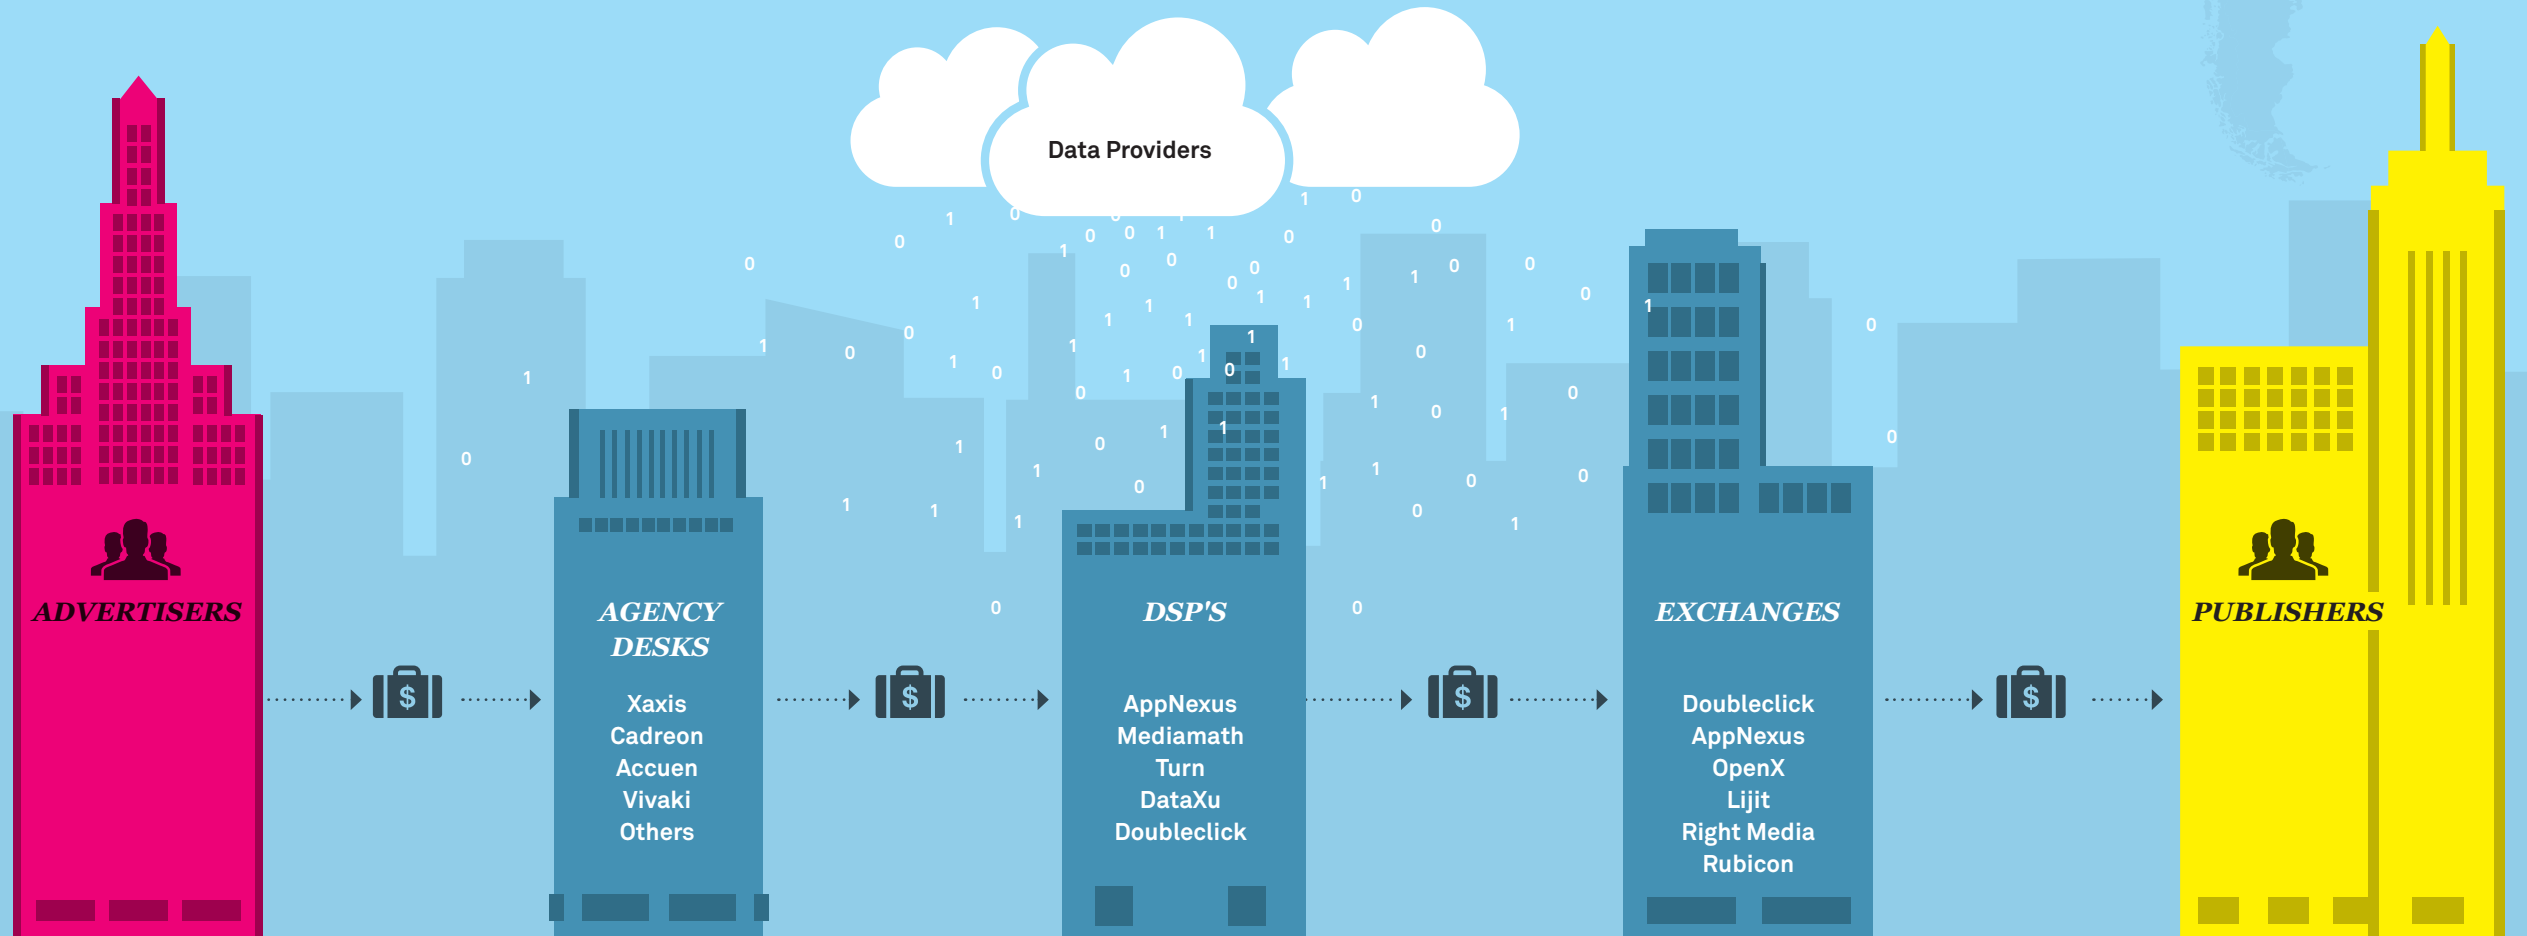 Data Providers
ADVERTISERS
$
AGENCY
DESKS
Xaxis
Cadreon
Accuen
Vivaki
Others
$
DSP'S
AppNexus
Mediamath
Turn
DataXu
Doubleclick
$
EXCHANGES
Doubleclick
AppNexus
OpenX
Lijit
Right Media
Rubicon
$
PUBLISHERS